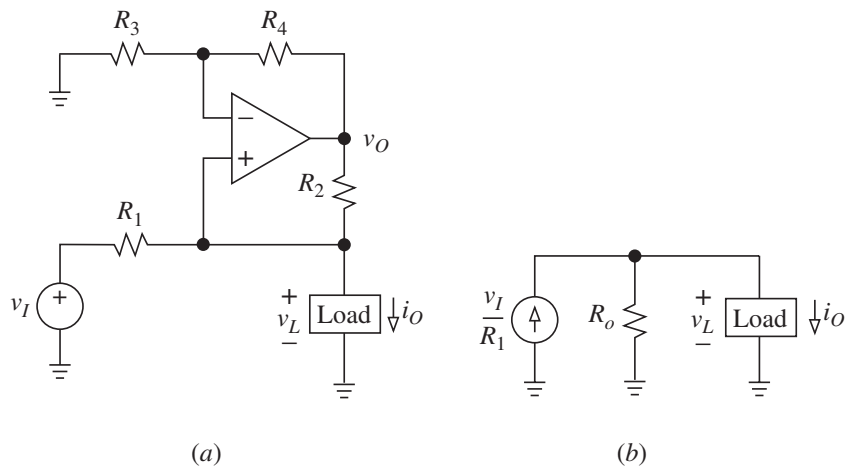 R3 R4
−
+
vO
R2
R1
vI
+
+
vL
−
Load
iO
vI
R1
Ro
+
vL
−
Load
iO
(a) (b)